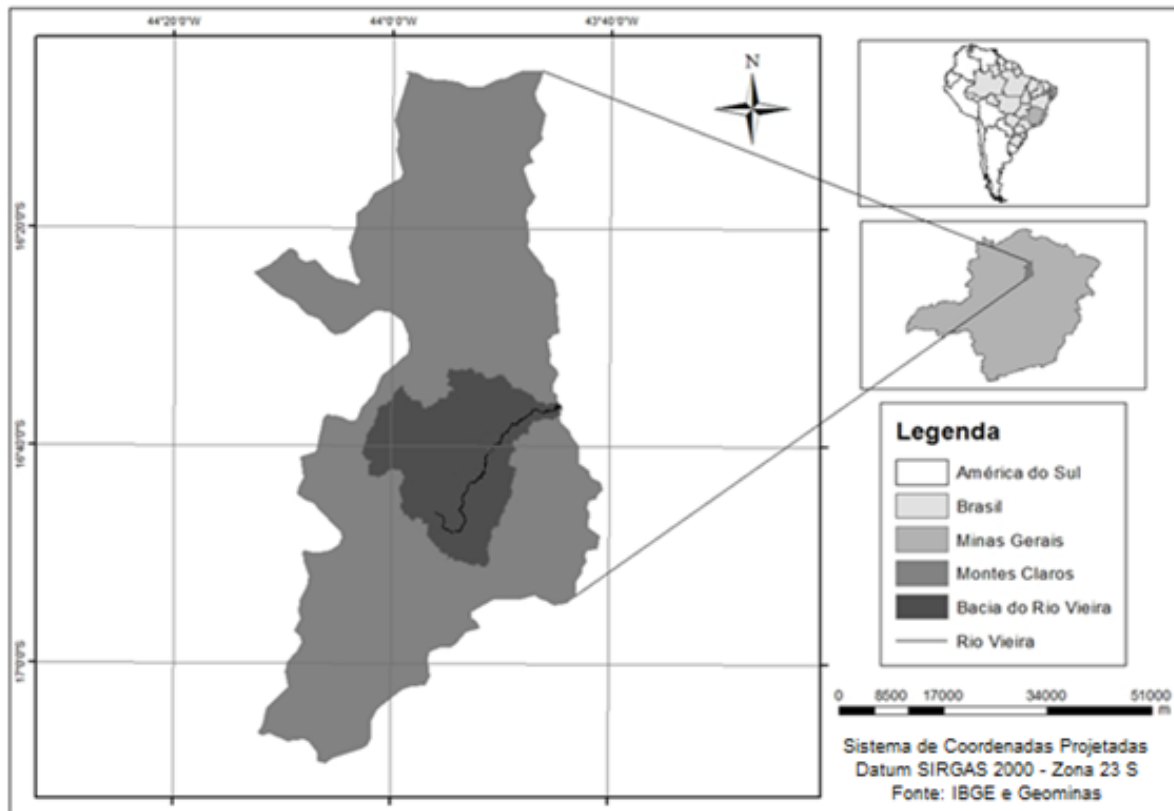 44°20'0"W 44°0'0"W 43°40'0"W
N
16°20'0"S
16°40'0"S
17°0'0"S
Legenda
América do Sul
Brasil
Minas Gerais
Montes Claros
Bacia do Rio Vieira
Rio Vieira
0 8500 17000 34000 51000
m
Sistema de Coordenadas Projetadas
Datum SIRGAS 2000 - Zona 23 S
Fonte: IBGE e Geominas